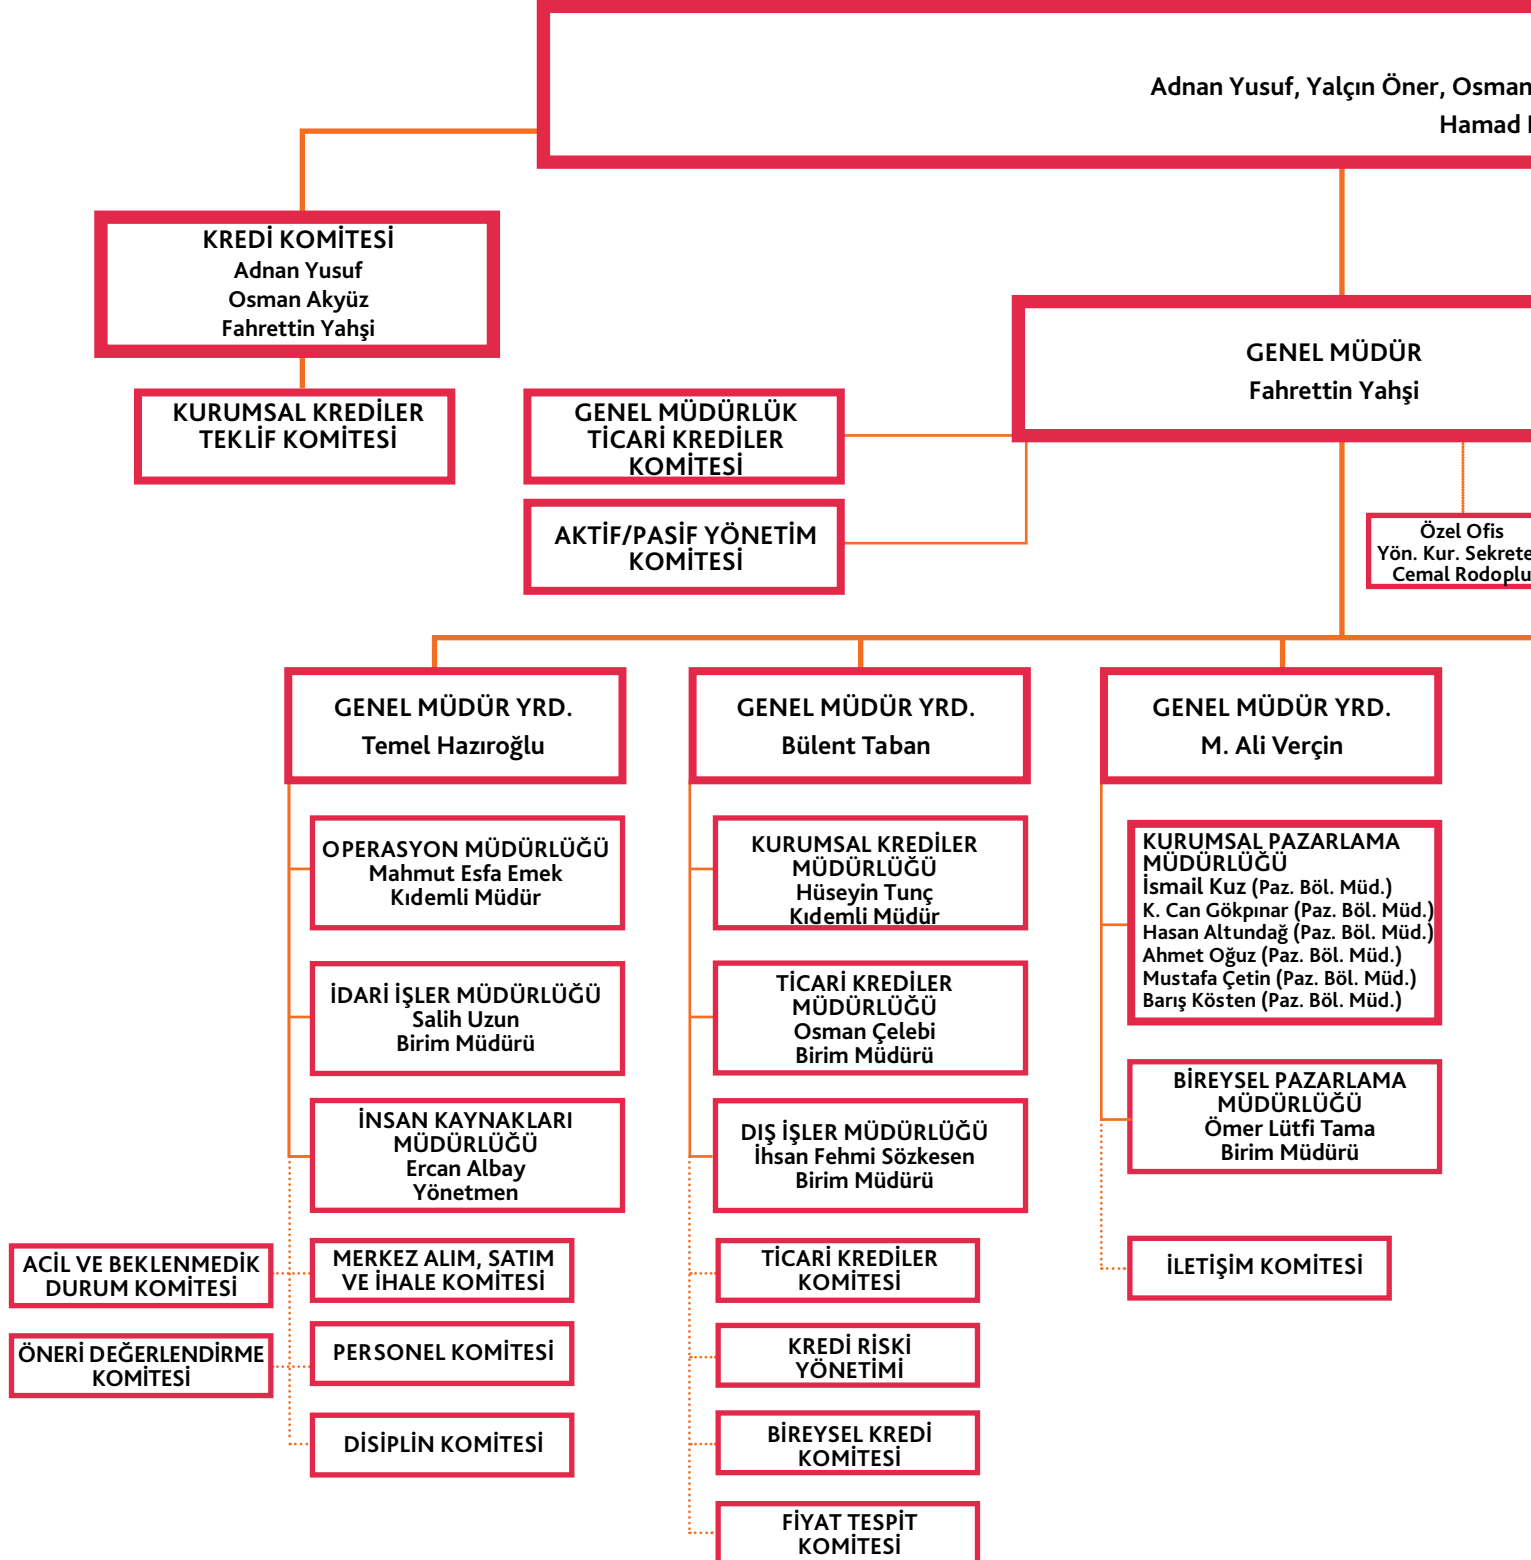 Adnan Yusuf, Yalçın Öner, Osman
Hamad
KREDİ KOMİTESİ
Adnan Yusuf
Osman Akyüz
Fahrettin Yahşi
KURUMSAL KREDİLER
TEKLİF KOMİTESİ
GENEL MÜDÜR
Fahrettin Yahşi
GENEL MÜDÜRLÜK
TİCARİ KREDİLER
KOMİTESİ
AKTİF/PASİF YÖNETİM
KOMİTESİ
Özel Ofis
Yön. Kur. Sekrete
Cemal Rodoplu
GENEL MÜDÜR YRD.
Temel Hazıroğlu
OPERASYON MÜDÜRLÜĞÜ
Mahmut Esfa Emek
Kıdemli Müdür
İDARİ İŞLER MÜDÜRLÜĞÜ
Salih Uzun
Birim Müdürü
İNSAN KAYNAKLARI
MÜDÜRLÜĞÜ
Ercan Albay
Yönetmen
ACİL VE BEKLENMEDİK
DURUM KOMİTESİ
MERKEZ ALIM, SATIM
VE İHALE KOMİTESİ
ÖNERİ DEĞERLENDİRME
KOMİTESİ
PERSONEL KOMİTESİ
DİSİPLİN KOMİTESİ
GENEL MÜDÜR YRD.
Bülent Taban
KURUMSAL KREDİLER
MÜDÜRLÜĞÜ
Hüseyin Tunç
Kıdemli Müdür
TİCARİ KREDİLER
MÜDÜRLÜĞÜ
Osman Çelebi
Birim Müdürü
DIŞ İŞLER MÜDÜRLÜĞÜ
İhsan Fehmi Sözkesen
Birim Müdürü
TİCARİ KREDİLER
KOMİTESİ
KREDİ RİSKİ
YÖNETİMİ
BİREYSEL KREDİ
KOMİTESİ
FİYAT TESPİT
KOMİTESİ
GENEL MÜDÜR YRD.
M. Ali Verçin
KURUMSAL PAZARLAMA
MÜDÜRLÜĞÜ
İsmail Kuz (Paz. Böl. Müd.)
K. Can Gökpınar (Paz. Böl. Müd.)
Hasan Altundağ (Paz. Böl. Müd.)
Ahmet Oğuz (Paz. Böl. Müd.)
Mustafa Çetin (Paz. Böl. Müd.)
Barış Kösten (Paz. Böl. Müd.)
BİREYSEL PAZARLAMA
MÜDÜRLÜĞÜ
Ömer Lütfi Tama
Birim Müdürü
İLETİŞİM KOMİTESİ